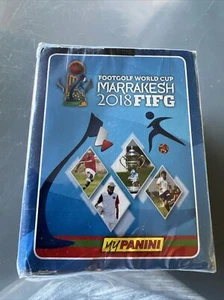 FOOTGOLF WORLD CUP
MARRAKESH
2018 FIFG
MYPANINI